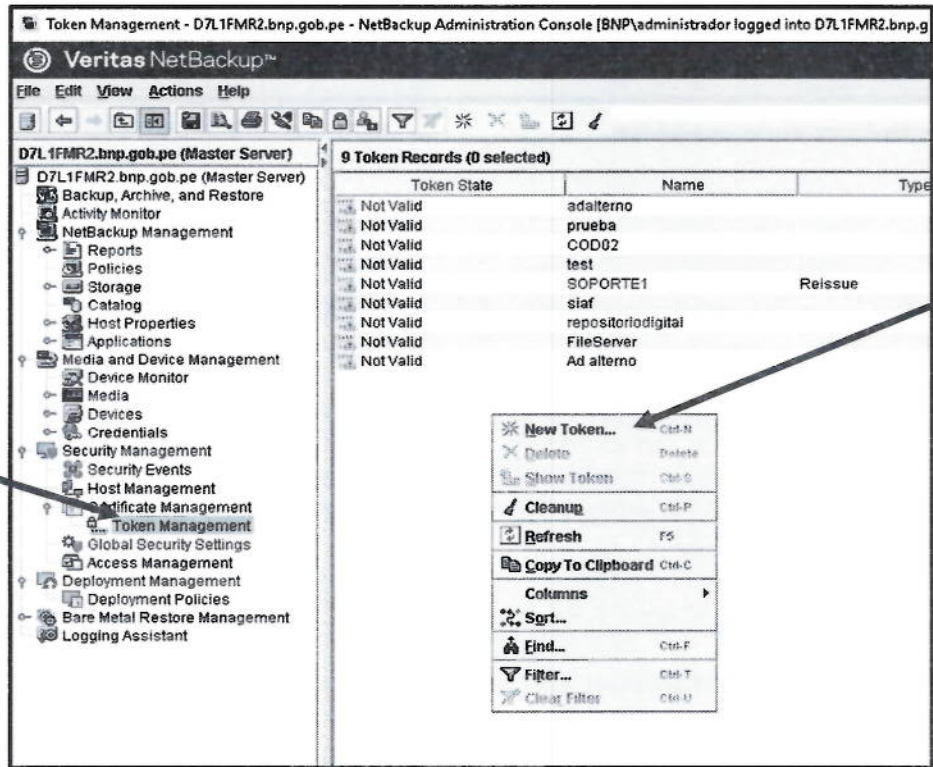 Token Management - D7L1FMR2.bnp.gob.pe - NetBackup Administration Console [BNP\administrador logged into D7L1FMR2.bnp.g
Veritas NetBackup™
File Edit View Actions Help
D7L1FMR2.bnp.gob.pe (Master Server)
D7L1FMR2.bnp.gob.pe (Master Server)
Backup, Archive, and Restore
Activity Monitor
NetBackup Management
Reports
Policies
Storage
Catalog
Host Properties
Applications
Media and Device Management
Device Monitor
Media
Devices
Credentials
Security Management
Security Events
Host Management
Certificate Management
Token Management
Global Security Settings
Access Management
Deployment Management
Deployment Policies
Bare Metal Restore Management
Logging Assistant
9 Token Records (0 selected)
Token State Name Type
Not Valid adalterno
Not Valid prueba
Not Valid COD02
Not Valid test
Not Valid SOPORTE1 Reissue
Not Valid siaf
Not Valid repositoriodigital
Not Valid FileServer
Not Valid Ad alterno
New Token... Ctrl-N
Delete Delete
Show Token Ctrl-S
Cleanup Ctrl-P
Refresh F5
Copy To Clipboard Ctrl-C
Columns
Sort...
Find... Ctrl-F
Filter... Ctrl-T
Clear Filter Ctrl-U